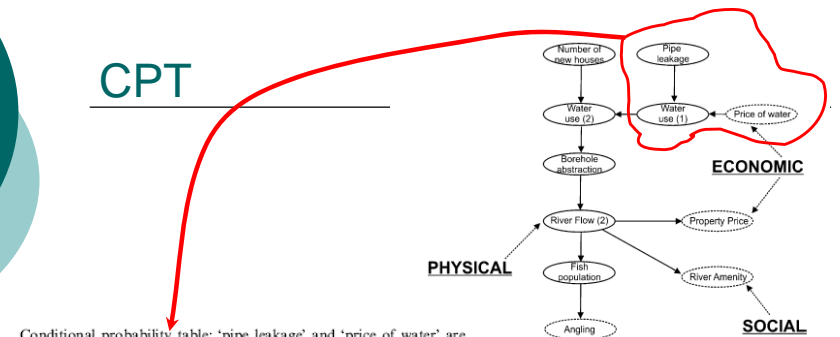 CPT
Number of
new houses
Pipe
leakage
Water
use (2)
Water
use (1)
Price of water
Borehole
abstraction
ECONOMIC
River Flow (2)
Property Price
PHYSICAL
Fish
population
River Amenity
Angling
SOCIAL
Conditional probability table: 'pipe leakage' and 'price of water' are